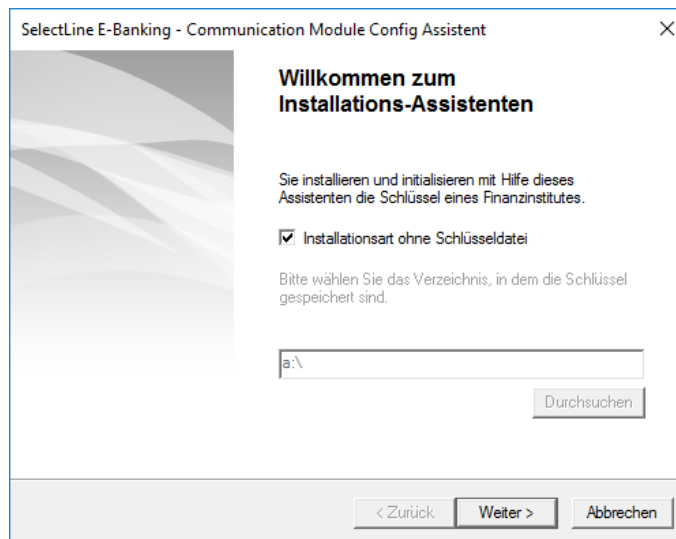 SelectLine E-Banking - Communication Module Config Assistent
Willkommen zum
Installations-Assistenten
Sie installieren und initialisieren mit Hilfe dieses
Assistenten die Schlüssel eines Finanzinstitutes.
Installationsart ohne Schlüsseldatei
Bitte wählen Sie das Verzeichnis, in dem die Schlüssel
gespeichert sind.
a:\
Durchsuchen
< Zurück
Weiter >
Abbrechen